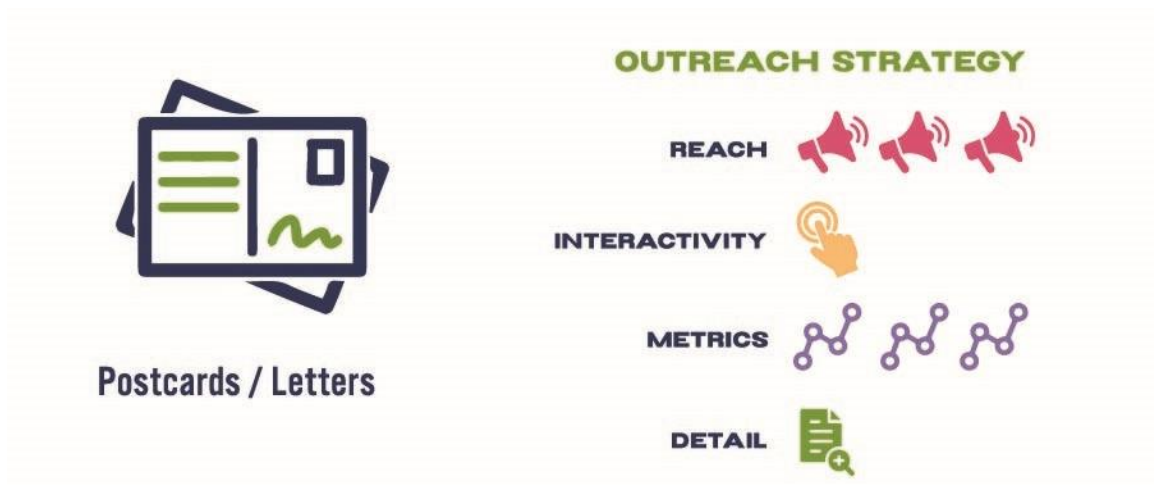 OUTREACH STRATEGY
REACH
INTERACTIVITY
METRICS
DETAIL
Postcards / Letters